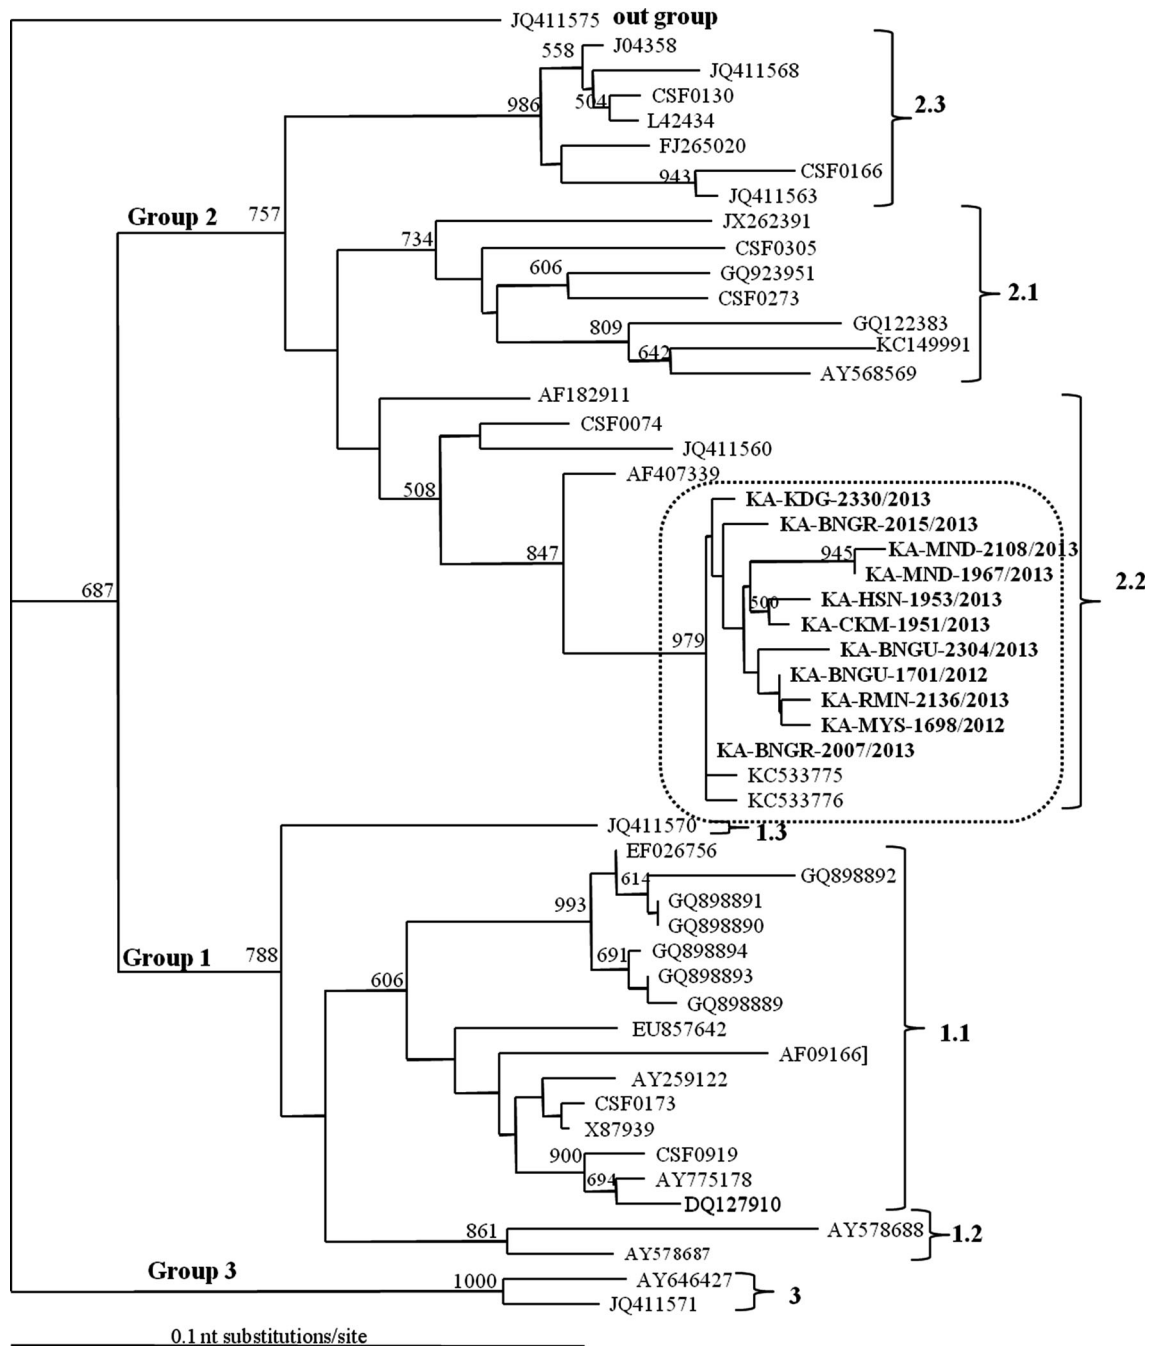 JQ411575 out group
J04358
558
JQ411568
CSF0130
504
986
2.3
L42434
FJ265020
CSF0166
943
JQ411563
Group 2
757
JX262391
734
CSF0305
606
GQ923951
2.1
CSF0273
809
GQ122383
KC149991
642
AY568569
AF182911
CSF0074
JQ411560
AF407339
508
KA-KDG-2330/2013
KA-BNGR-2015/2013
KA-MND-2108/2013
945
847
KA-MND-1967/2013
2.2
687
KA-HSN-1953/2013
500
KA-CKM-1951/2013
979
KA-BNGU-2304/2013
KA-BNGU-1701/2012
KA-RMN-2136/2013
KA-MYS-1698/2012
KA-BNGR-2007/2013
KC533775
KC533776
JQ411570
1.3
EF026756
614
GQ898892
GQ898891
993
GQ898890
Group 1
788
GQ898894
691
606
GQ898893
GQ898889
EU857642
1.1
AF09166]
AY259122
CSF0173
X87939
900
CSF0919
694
AY775178
DQ127910
861
AY578688
1.2
AY578687
Group 3
1000
AY646427
3
JQ411571
0.1 nt substitutions/site